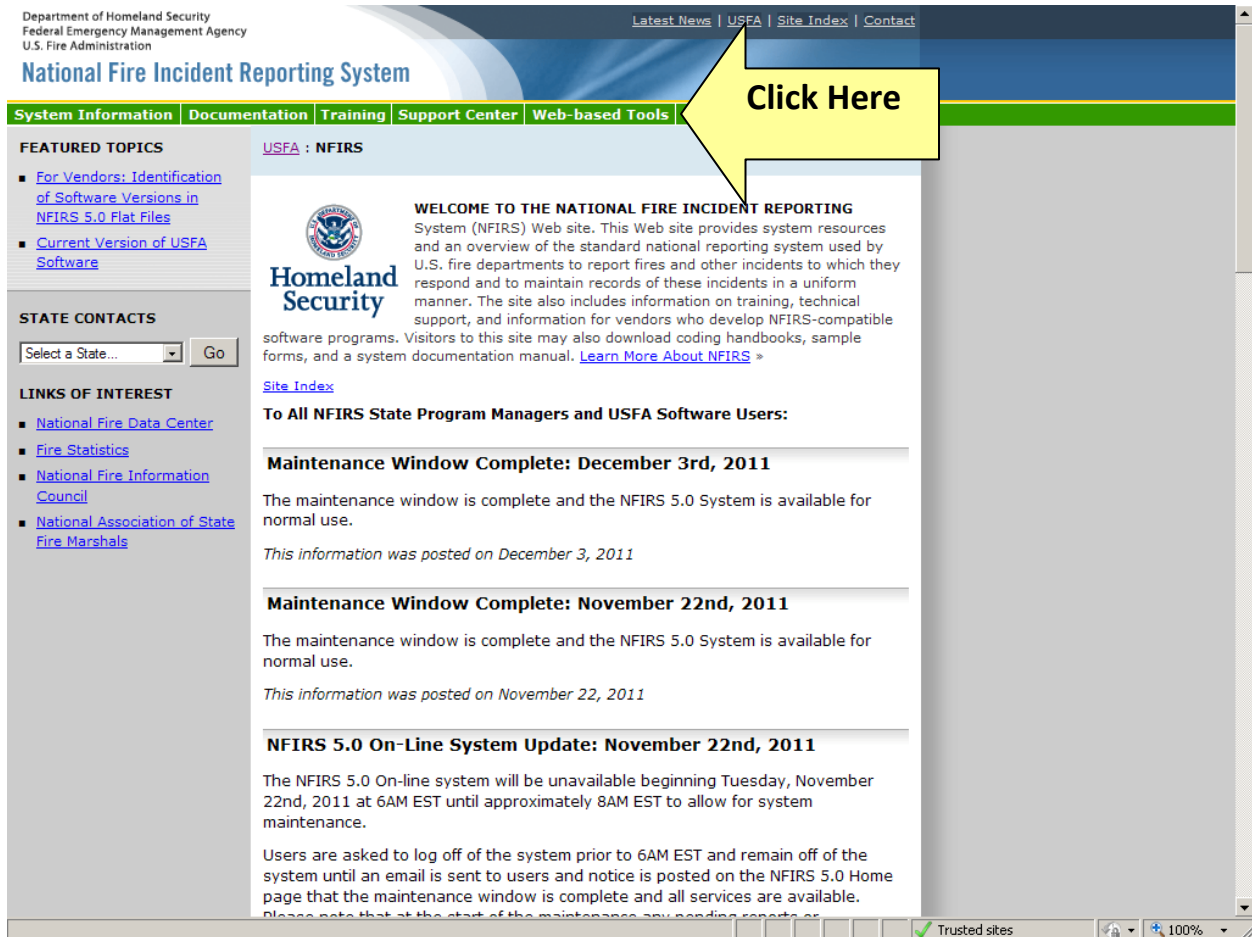 Department of Homeland Security
Federal Emergency Management Agency
U.S. Fire Administration
National Fire Incident Reporting System
Latest News | USFA | Site Index | Contact
Click Here
System Information Documentation Training Support Center Web-based Tools
FEATURED TOPICS
For Vendors: Identification
of Software Versions in
NFIRS 5.0 Flat Files
Current Version of USFA
Software
STATE CONTACTS
Select a State... Go
LINKS OF INTEREST
National Fire Data Center
Fire Statistics
National Fire Information
Council
National Association of State
Fire Marshals
USFA : NFIRS
Homeland
Security
WELCOME TO THE NATIONAL FIRE INCIDENT REPORTING
System (NFIRS) Web site. This Web site provides system resources
and an overview of the standard national reporting system used by
U.S. fire departments to report fires and other incidents to which they
respond and to maintain records of these incidents in a uniform
manner. The site also includes information on training, technical
support, and information for vendors who develop NFIRS-compatible
software programs. Visitors to this site may also download coding handbooks, sample
forms, and a system documentation manual. Learn More About NFIRS »
Site Index
To All NFIRS State Program Managers and USFA Software Users:
Maintenance Window Complete: December 3rd, 2011
The maintenance window is complete and the NFIRS 5.0 System is available for
normal use.
This information was posted on December 3, 2011
Maintenance Window Complete: November 22nd, 2011
The maintenance window is complete and the NFIRS 5.0 System is available for
normal use.
This information was posted on November 22, 2011
NFIRS 5.0 On-Line System Update: November 22nd, 2011
The NFIRS 5.0 On-line system will be unavailable beginning Tuesday, November
22nd, 2011 at 6AM EST until approximately 8AM EST to allow for system
maintenance.
Users are asked to log off of the system prior to 6AM EST and remain off of the
system until an email is sent to users and notice is posted on the NFIRS 5.0 Home
page that the maintenance window is complete and all services are available.
Please note that at the start of the maintenance any pending reports or
Trusted sites
100%